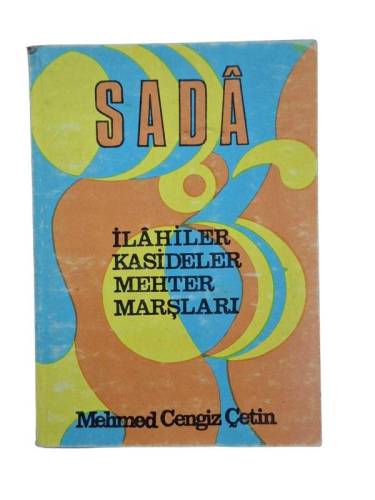 SADÂ
İLÂHİLER
KASİDELER
MEHTER
MARŞLARI
Mehmed Cengiz Çetin